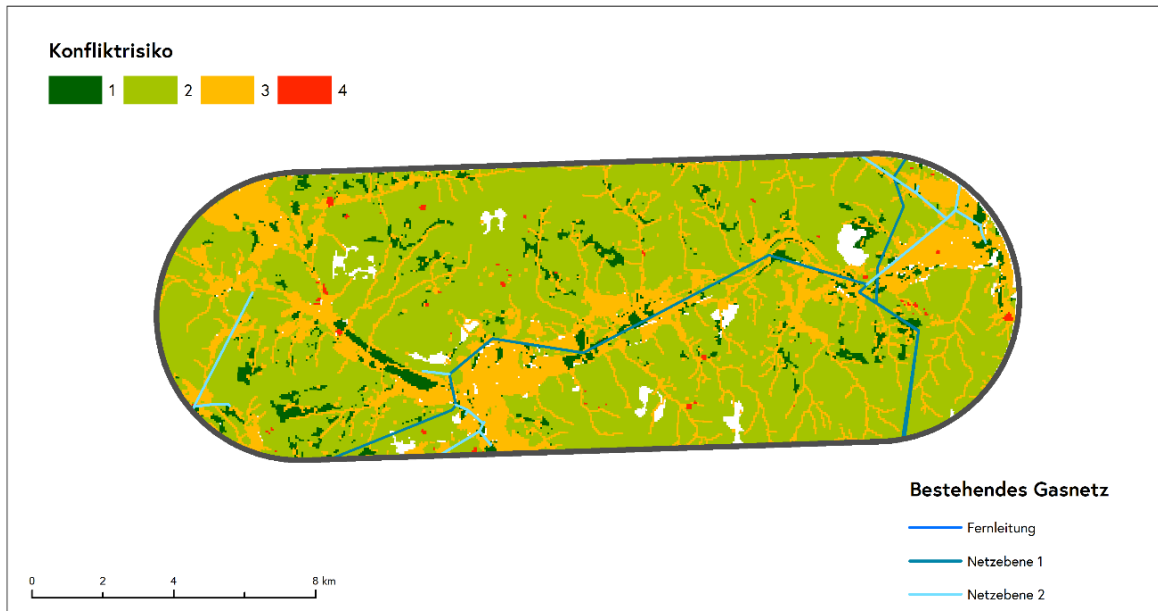 Konfliktrisiko
1 2 3 4
Bestehendes Gasnetz
Fernleitung
Netzebene 1
Netzebene 2
0 2 4 8 km